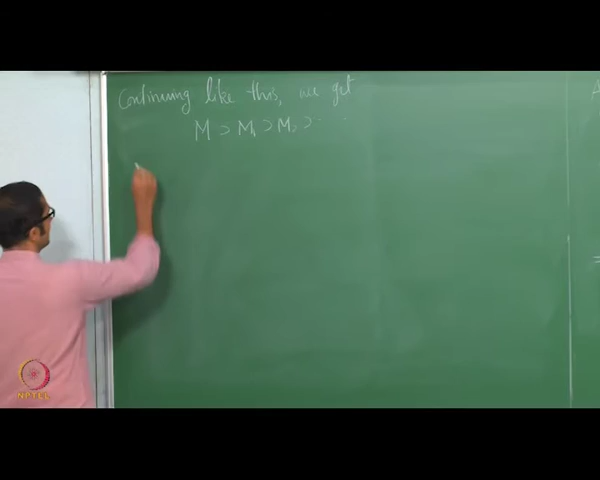 Continuing like this, we get
M ⊃ M₁ ⊃ M₂ ⊃ ...
A
=
NPTEL